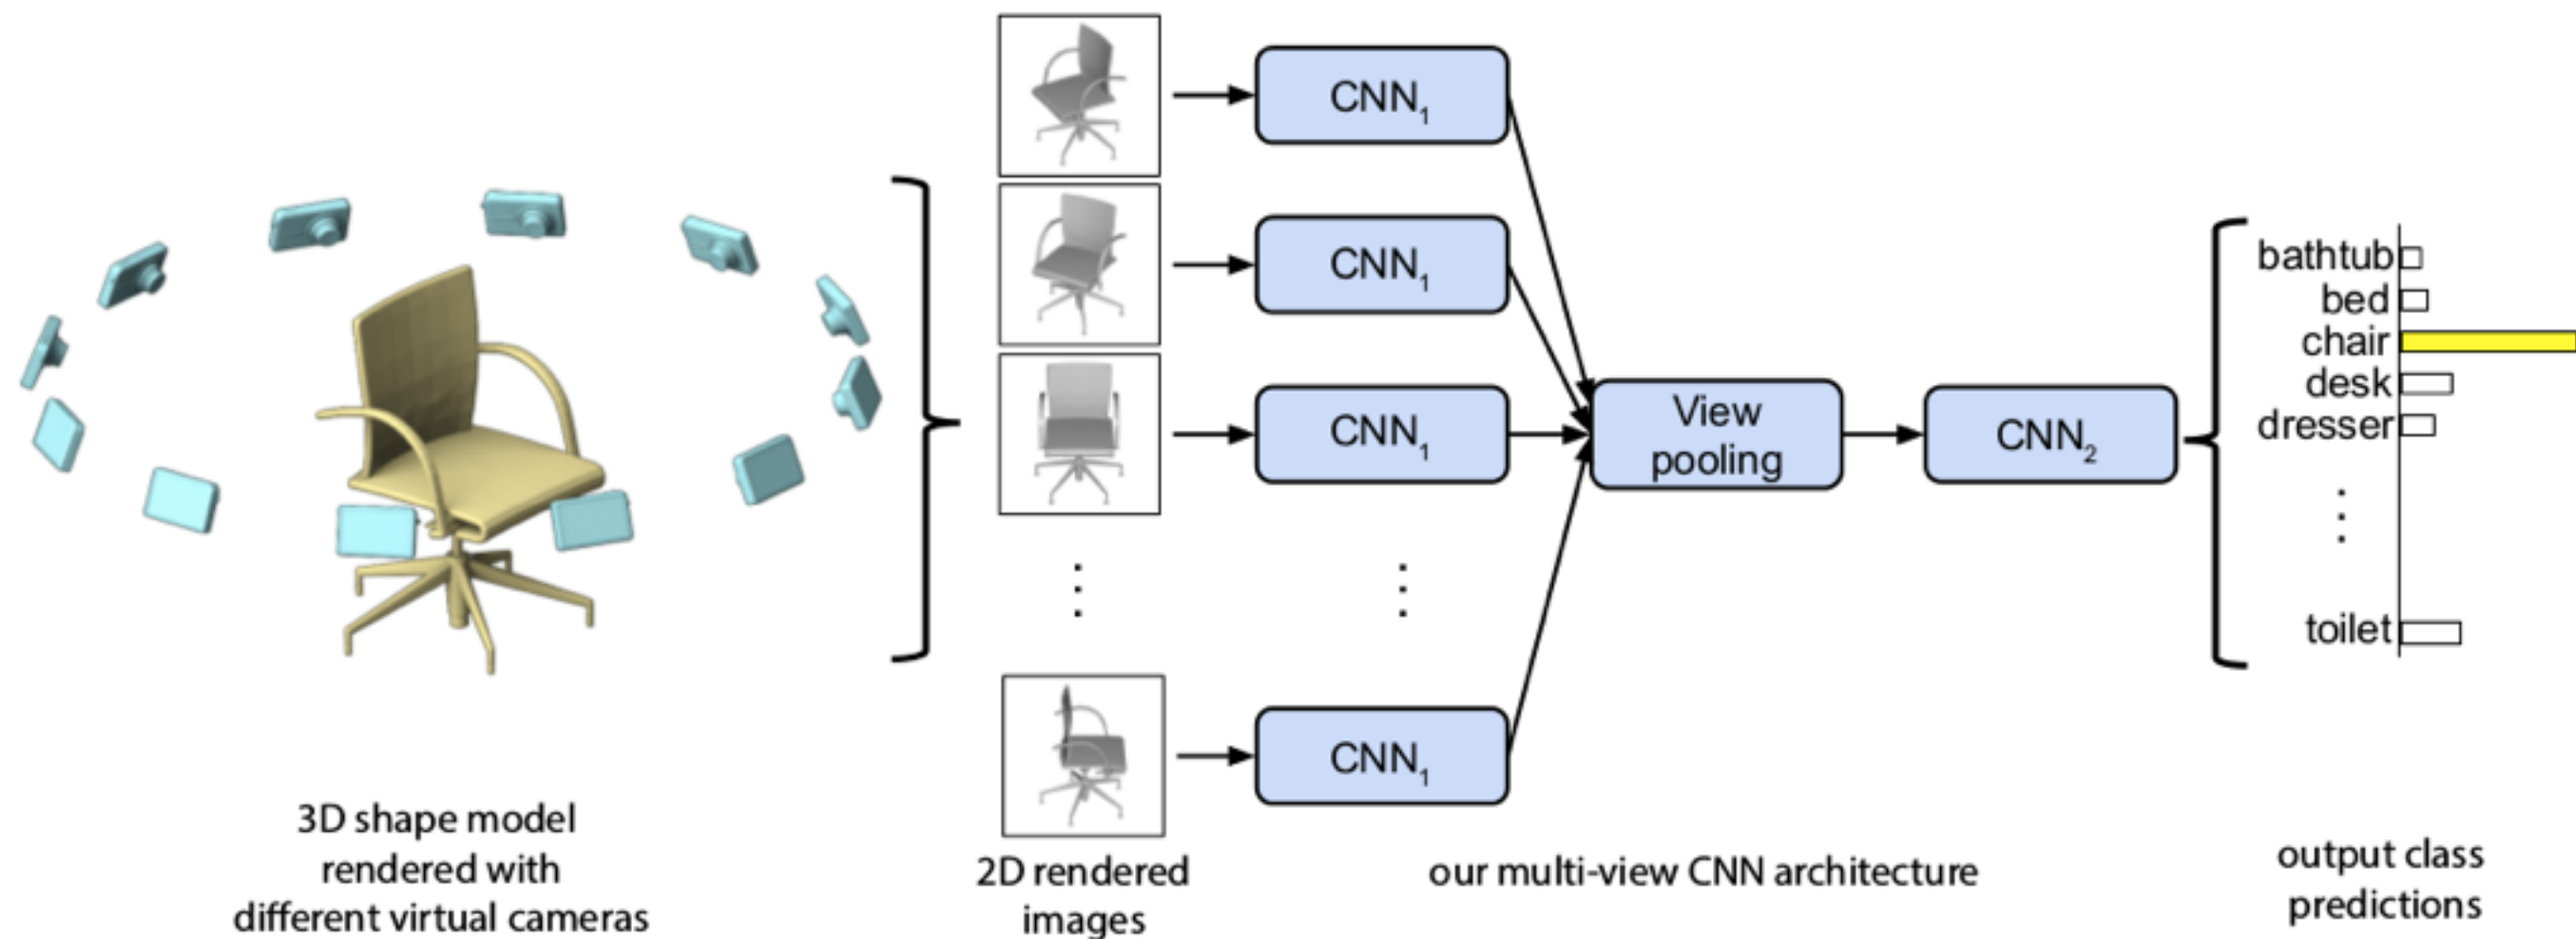 CNN₁
CNN₁
CNN₁
CNN₁
View
pooling
CNN₂
bathtub
bed
chair
desk
dresser
⋮
toilet
3D shape model
rendered with
different virtual cameras
2D rendered
images
our multi-view CNN architecture
output class
predictions